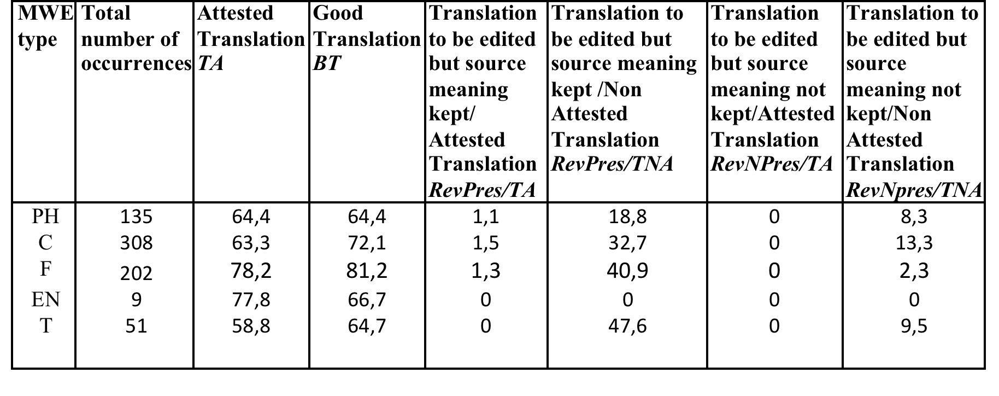 MWE type
Total number of occurrences
Attested Translation TA
Good Translation BT
Translation to be edited but source meaning kept/ Attested Translation RevPres/TA
Translation to be edited but source meaning kept /Non Attested Translation RevPres/TNA
Translation to be edited but source meaning not kept/Attested Translation RevNPres/TA
Translation to be edited but source meaning not kept/Non Attested Translation RevNpres/TNA
PH 135 64,4 64,4 1,1 18,8 0 8,3
C 308 63,3 72,1 1,5 32,7 0 13,3
F 202 78,2 81,2 1,3 40,9 0 2,3
EN 9 77,8 66,7 0 0 0 0
T 51 58,8 64,7 0 47,6 0 9,5